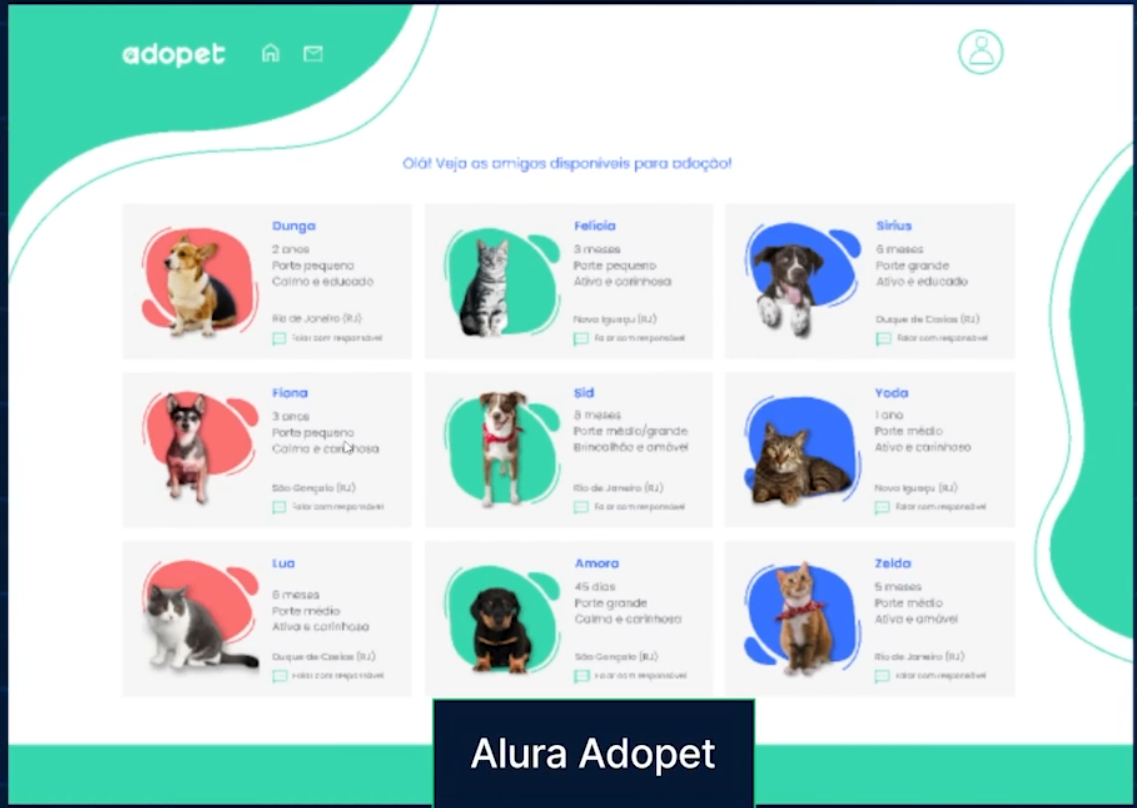 adopet
Olá! Veja os amigos disponíveis para adoção!
Dunga
2 anos
Porte pequeno
Calmo e educado
Rio de Janeiro (RJ)
Falar com responsável
Felícia
3 meses
Porte pequeno
Ativa e carinhosa
Nova Iguaçu (RJ)
Falar com responsável
Sirius
6 meses
Porte grande
Ativo e educado
Duque de Caxias (RJ)
Falar com responsável
Fiona
3 anos
Porte pequeno
Calma e carinhosa
São Gonçalo (RJ)
Falar com responsável
Sid
8 meses
Porte médio/grande
Brincalhão e amável
Rio de Janeiro (RJ)
Falar com responsável
Yoda
1 ano
Porte médio
Ativo e carinhoso
Nova Iguaçu (RJ)
Falar com responsável
Lua
6 meses
Porte médio
Ativa e carinhosa
Duque de Caxias (RJ)
Falar com responsável
Amora
45 dias
Porte grande
Calma e carinhosa
São Gonçalo (RJ)
Falar com responsável
Zelda
5 meses
Porte médio
Ativa e amável
Rio de Janeiro (RJ)
Falar com responsável
Alura Adopet